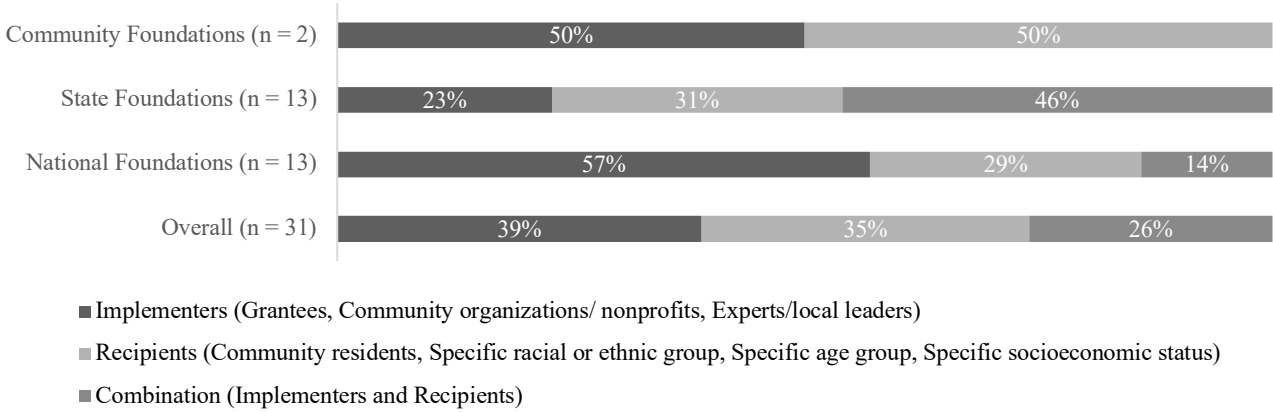 Community Foundations (n = 2) 50% 50%
State Foundations (n = 13) 23% 31% 46%
National Foundations (n = 13) 57% 29% 14%
Overall (n = 31) 39% 35% 26%
Implementers (Grantees, Community organizations/ nonprofits, Experts/local leaders)
Recipients (Community residents, Specific racial or ethnic group, Specific age group, Specific socioeconomic status)
Combination (Implementers and Recipients)